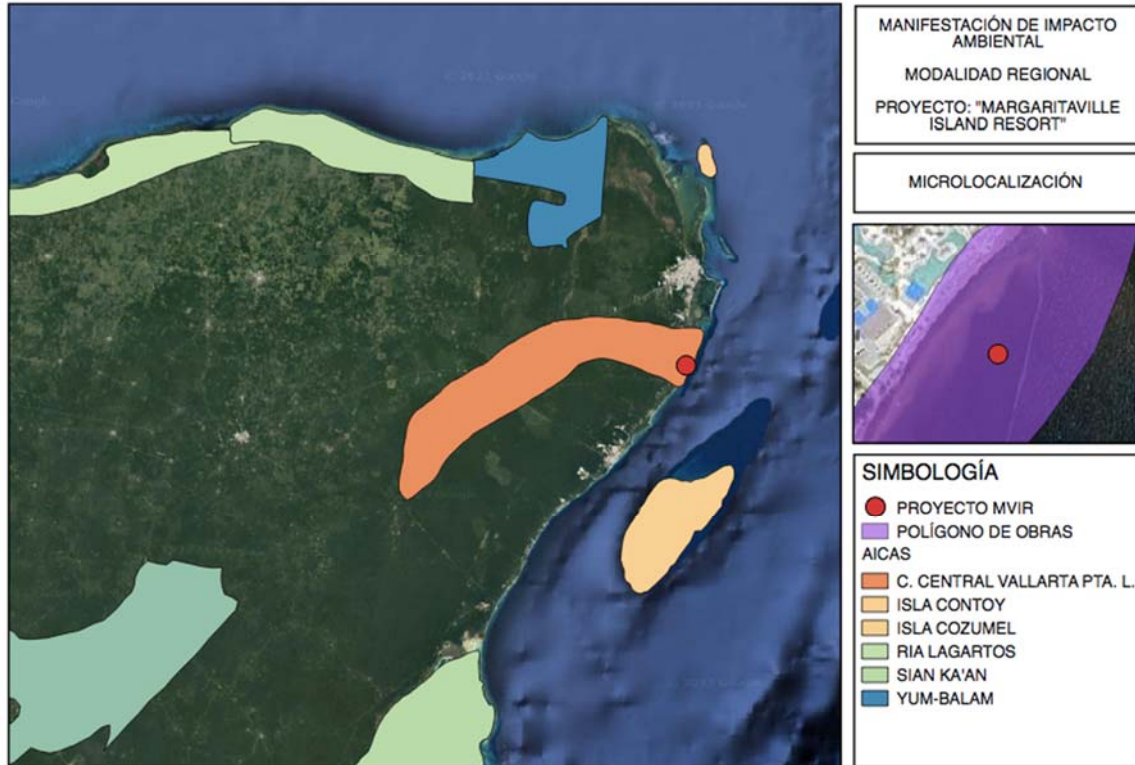 MANIFESTACIÓN DE IMPACTO
AMBIENTAL
MODALIDAD REGIONAL
PROYECTO: "MARGARITAVILLE
ISLAND RESORT"
MICROLOCALIZACIÓN
SIMBOLOGÍA
PROYECTO MVIR
POLÍGONO DE OBRAS
AICAS
C. CENTRAL VALLARTA PTA. L.
ISLA CONTOY
ISLA COZUMEL
RIA LAGARTOS
SIAN KA'AN
YUM-BALAM